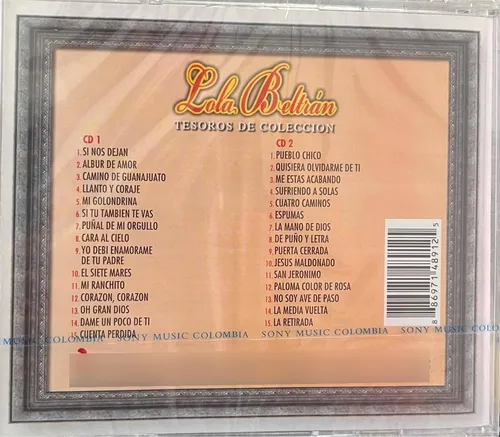 Lola Beltrán
TESOROS DE COLECCION
CD 1
1. SI NOS DEJAN
2. ALBUR DE AMOR
3. CAMINO DE GUANAJUATO
4. LLANTO Y CORAJE
5. MI GOLONDRINA
6. SI TU TAMBIEN TE VAS
7. PUÑAL DE MI ORGULLO
8. CARA AL CIELO
9. YO DEBI ENAMORAME
DE TU PADRE
10. EL SIETE MARES
11. MI RANCHITO
12. CORAZON, CORAZON
13. OH GRAN DIOS
14. DAME UN POCO DE TI
15. CUENTA PERDIDA
CD 2
1. PUEBLO CHICO
2. QUISIERA OLVIDARME DE TI
3. ME ESTAS ACABANDO
4. SUFRIENDO A SOLAS
5. CUATRO CAMINOS
6. ESPUMAS
7. LA MANO DE DIOS
8. DE PUÑO Y LETRA
9. PUERTA CERRADA
10. JESUS MALDONADO
11. SAN JERONIMO
12. PALOMA COLOR DE ROSA
13. NO SOY AVE DE PASO
14. LA MEDIA VUELTA
15. LA RETIRADA
8 86971 48912 5
MUSIC COLOMBIA SONY MUSIC COLOMBIA SONY MUSIC COLOMBIA SONY M